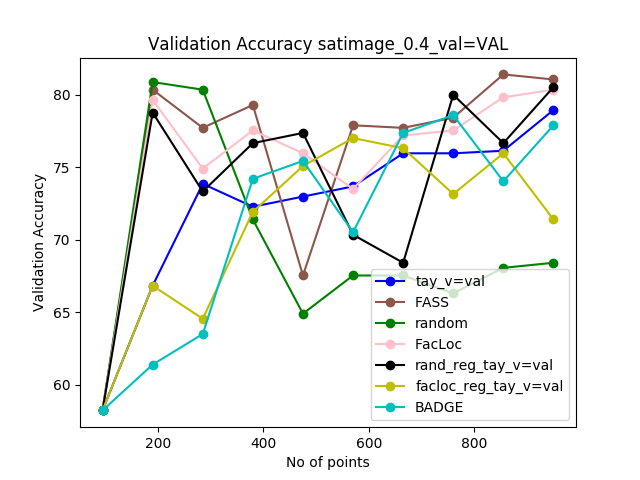 Validation Accuracy satimage_0.4_val=VAL
80
75
70
65
60
Validation Accuracy
200
400
600
800
No of points
tay_v=val
FASS
random
FacLoc
rand_reg_tay_v=val
facloc_reg_tay_v=val
BADGE